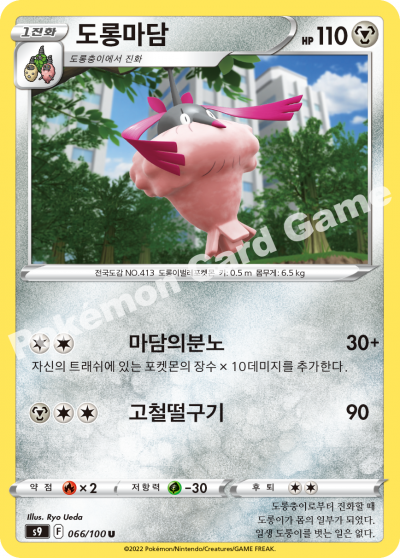 1진화
도롱마담
HP 110
도롱충이에서 진화
전국도감 NO.413 도롱이벌레포켓몬 키: 0.5 m 몸무게: 6.5 kg
마담의분노 30+
자신의 트래쉬에 있는 포켓몬의 장수 × 10데미지를 추가한다.
고철떨구기 90
약점 ×2 저항력 -30 후퇴
Illus. Ryo Ueda
s9 F 066/100 U
도롱충이로부터 진화할 때
도롱이가 몸의 일부가 되었다.
일생 도롱이를 벗는 일은 없다.
©2022 Pokémon/Nintendo/Creatures/GAME FREAK.
Pokemon Card Game